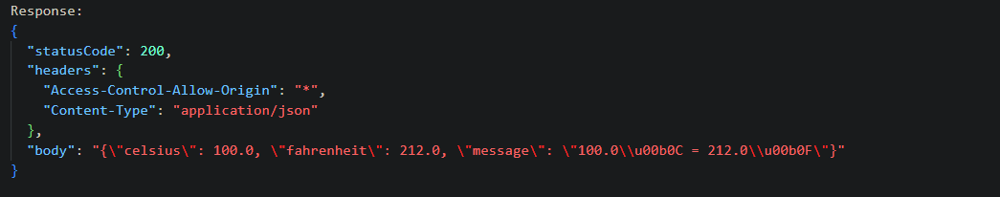 Response:
{
  "statusCode": 200,
  "headers": {
    "Access-Control-Allow-Origin": "*",
    "Content-Type": "application/json"
  },
  "body": "{\"celsius\": 100.0, \"fahrenheit\": 212.0, \"message\": \"100.0\\u00b0C = 212.0\\u00b0F\"}"
}